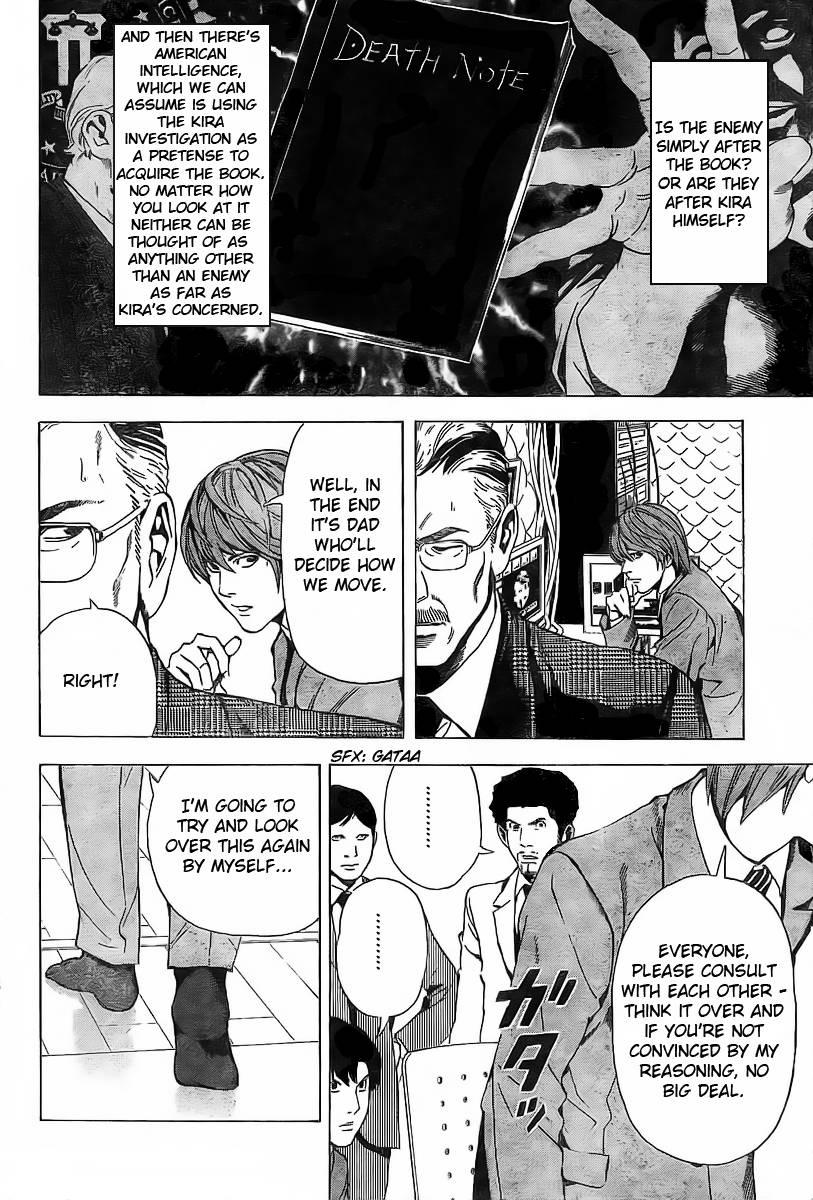 IS THE ENEMY
SIMPLY AFTER
THE BOOK?
OR ARE THEY
AFTER KIRA
HIMSELF?
DEATH NOTE
AND THEN THERE'S
AMERICAN
INTELLIGENCE,
WHICH WE CAN
ASSUME IS USING
THE KIRA
INVESTIGATION AS
A PRETENSE TO
ACQUIRE THE BOOK.
NO MATTER HOW
YOU LOOK AT IT
NEITHER CAN BE
THOUGHT OF AS
ANYTHING OTHER
THAN AN ENEMY
AS FAR AS
KIRA'S CONCERNED.
WELL, IN
THE END
IT'S DAD
WHO'LL
DECIDE HOW
WE MOVE.
RIGHT!
SFX: GATAA
EVERYONE,
PLEASE CONSULT
WITH EACH OTHER -
THINK IT OVER AND
IF YOU'RE NOT
CONVINCED BY MY
REASONING, NO
BIG DEAL.
ガタッ
........
........
I'M GOING TO
TRY AND LOOK
OVER THIS AGAIN
BY MYSELF...